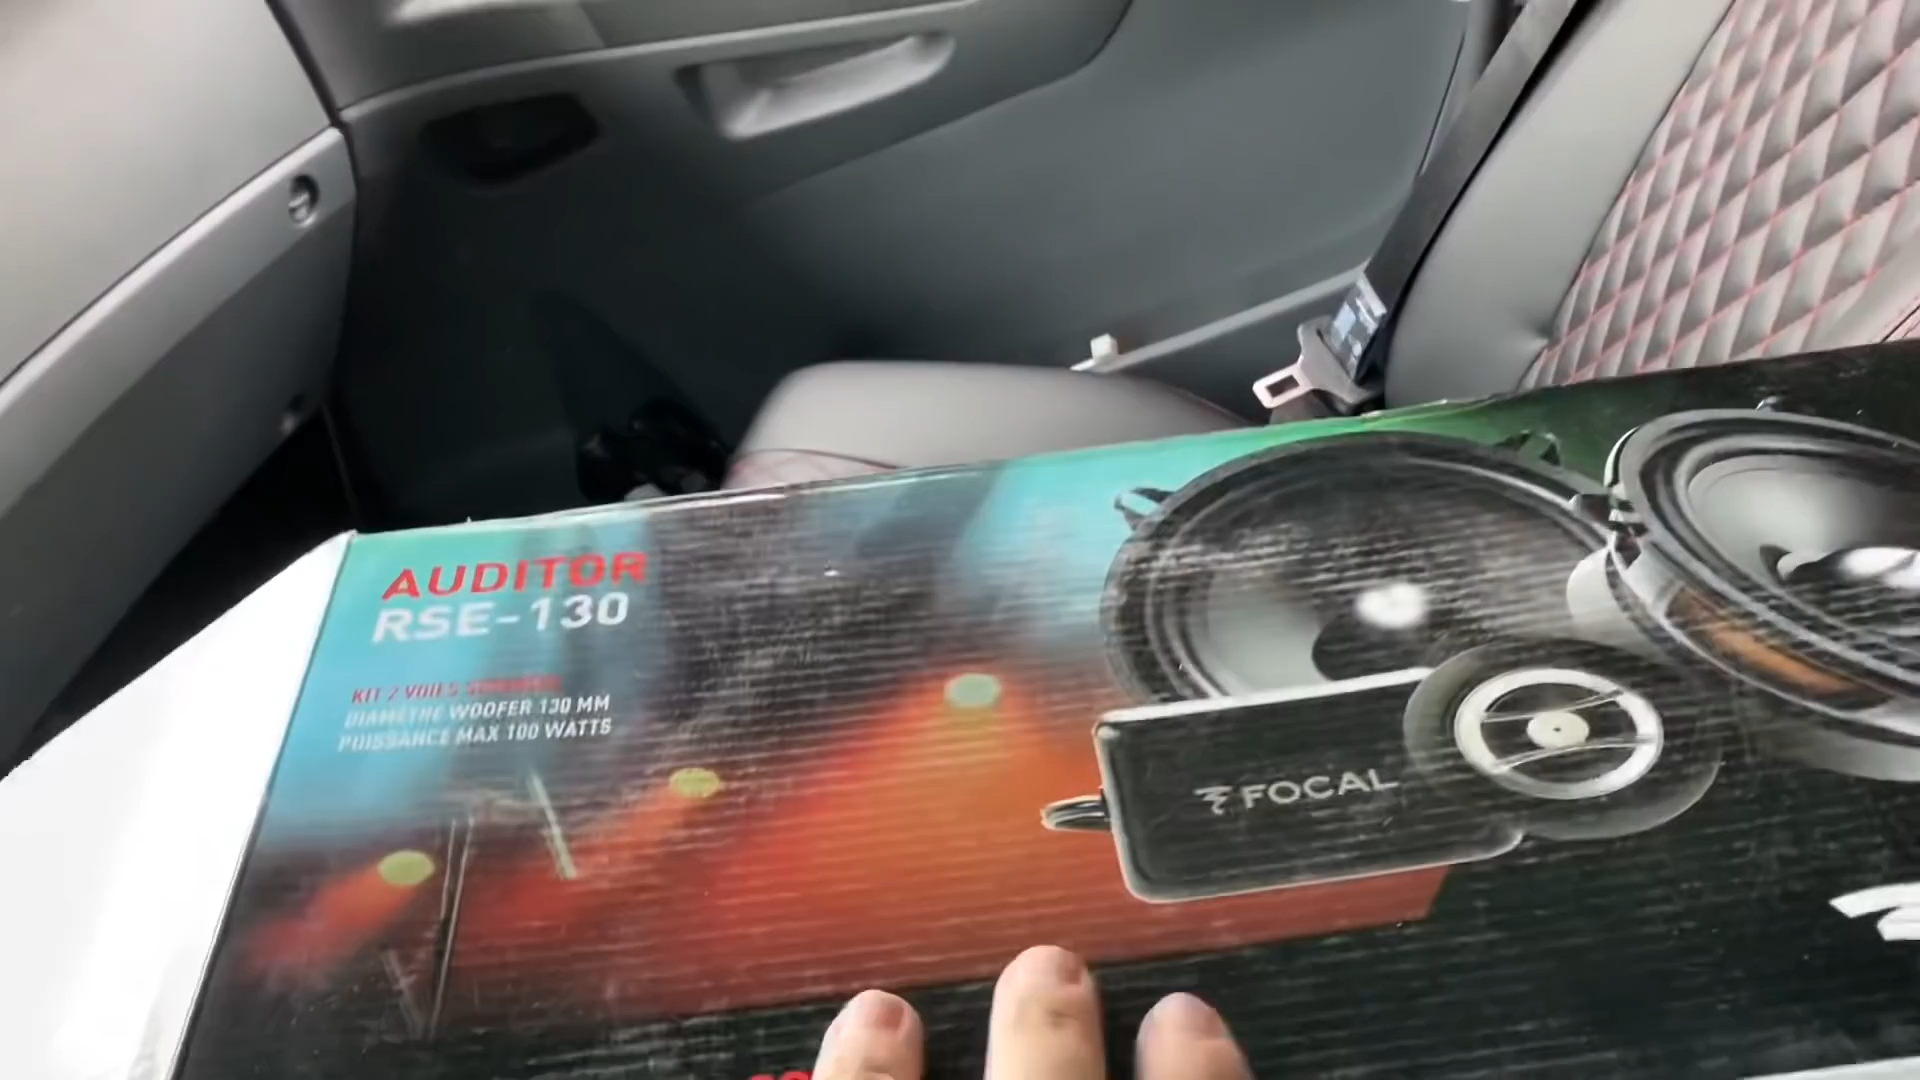 AUDITOR
RSE-130
KIT 2 VOIES
DIAMETRE WOOFER 130 MM
PUISSANCE MAX 100 WATTS
FOCAL